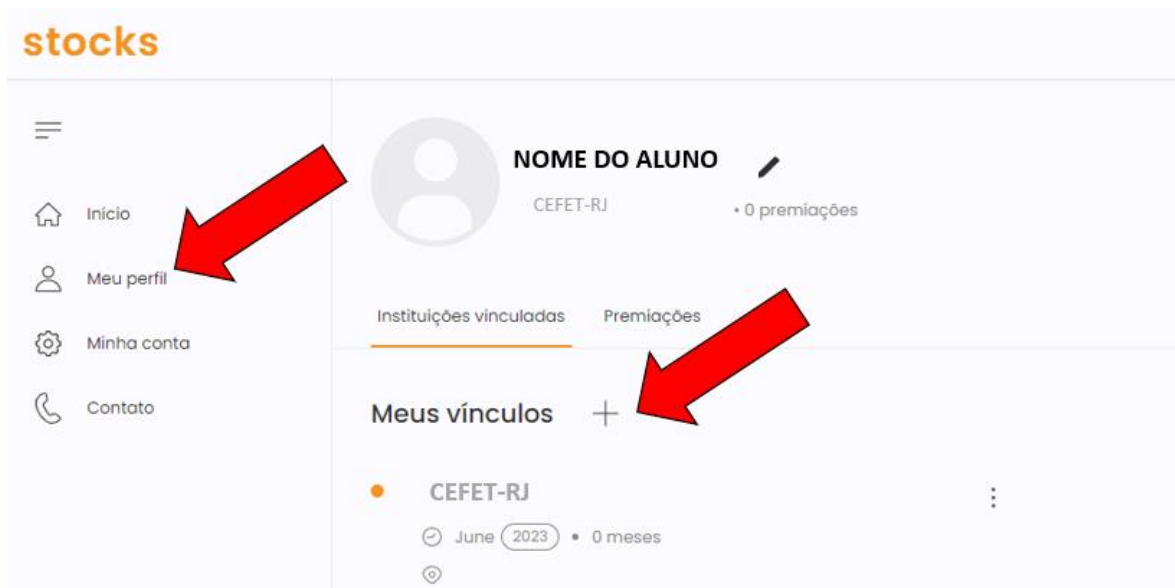 stocks
NOME DO ALUNO
CEFET-RJ • 0 premiações
Início
Meu perfil
Minha conta
Contato
Instituições vinculadas Premiações
Meus vínculos +
CEFET-RJ
June 2023 • 0 meses